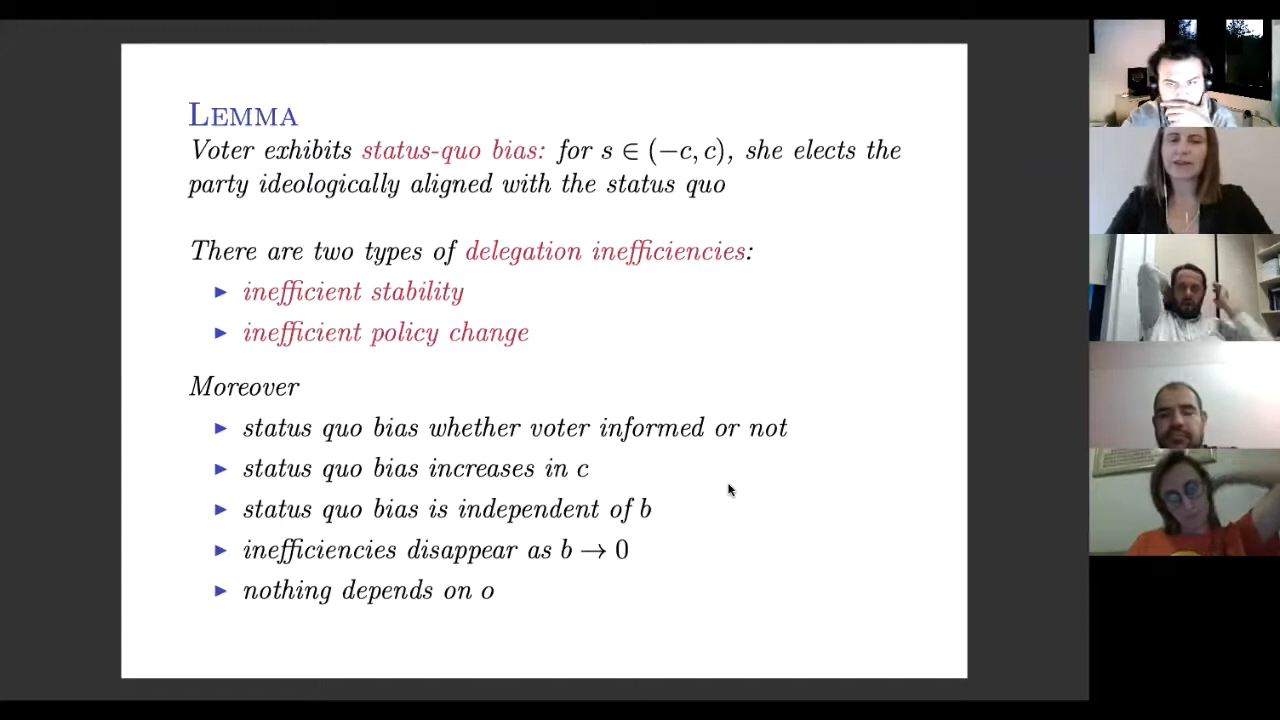 LEMMA
Voter exhibits status-quo bias: for s ∈ (−c, c), she elects the
party ideologically aligned with the status quo
There are two types of delegation inefficiencies:
▶ inefficient stability
▶ inefficient policy change
Moreover
▶ status quo bias whether voter informed or not
▶ status quo bias increases in c
▶ status quo bias is independent of b
▶ inefficiencies disappear as b → 0
▶ nothing depends on o